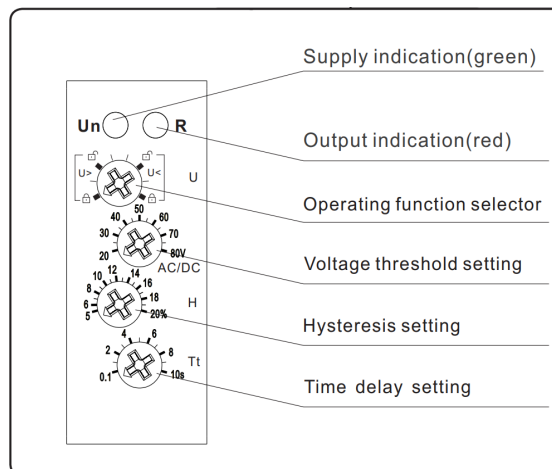 Supply indication(green)
Un R
Output indication(red)
U> U< U
Operating function selector
20 30 40 50 60 70 80V
AC/DC
Voltage threshold setting
5 6 8 10 12 14 16 18 20%
H
Hysteresis setting
0.1 2 4 6 8 10s
Tt
Time delay setting